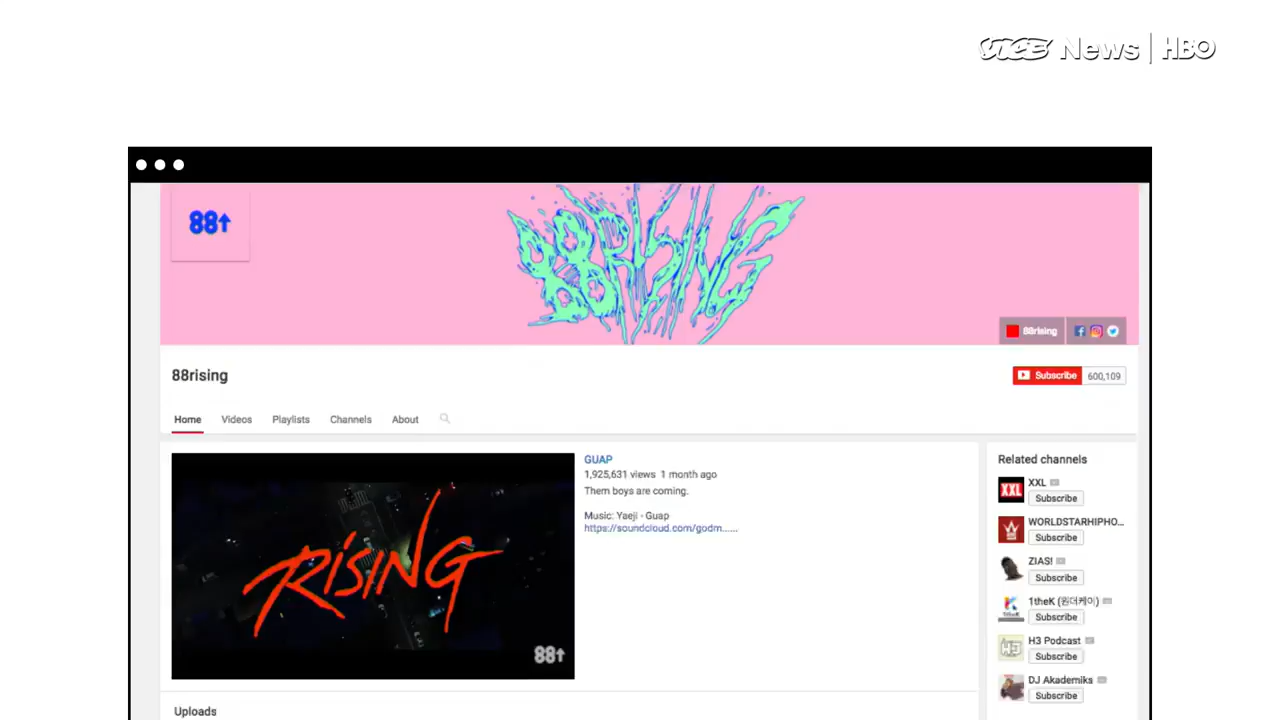 VICE News | HBO
88↑
88RISING
88rising
88rising
Subscribe 600,109
Home Videos Playlists Channels About
RISING
88↑
GUAP
1,925,631 views 1 month ago
Them boys are coming.
Music: Yaeji - Guap
https://soundcloud.com/godm......
Related channels
XXL
Subscribe
WORLDSTARHIPHO...
Subscribe
ZIAS!
Subscribe
1theK (원더케이)
Subscribe
H3 Podcast
Subscribe
DJ Akademiks
Subscribe
Uploads